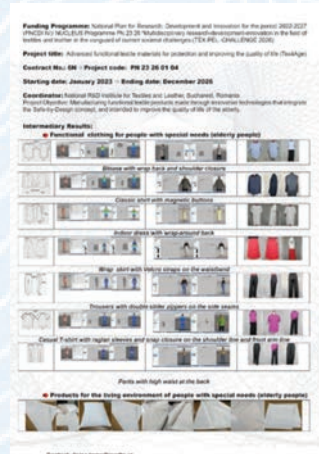 Funding Programme: National Plan for Research, Development and Innovation for the period 2022-2027
(PNCDI IV)/ NUCLEUS Programme PN 23 26 "Multidisciplinary research-development-innovation in the field of
textiles and leather in the vanguard of current societal challenges (TEX-PEL -CHALLENGE 2026)
Project title: Advanced functional textile materials for protection and improving the quality of life (Text4Age)
Contract No.: 6N Project code: PN 23 26 01 04
Starting date: January 2023 - Ending date: December 2026
Coordinator: National R&D Institute for Textiles and Leather, Bucharest, Romania.
Project Objective: Manufacturing functional textile products made through innovative technologies that integrate
the Safe-by-Design concept, and intended to improve the quality of life of the elderly.
Intermediary Results:
Functional clothing for people with special needs (elderly people)
Blouse with wrap back and shoulder closure
Classic shirt with magnetic buttons
Indoor dress with wraparound back
Wrap skirt with Velcro straps on the waistband
Trousers with double slider zippers on the side seams
Casual T-shirt with raglan sleeves and snap closure on the shoulder line and front arm line
Pants with high waist at the back
Products for the living environment of people with special needs (elderly people)